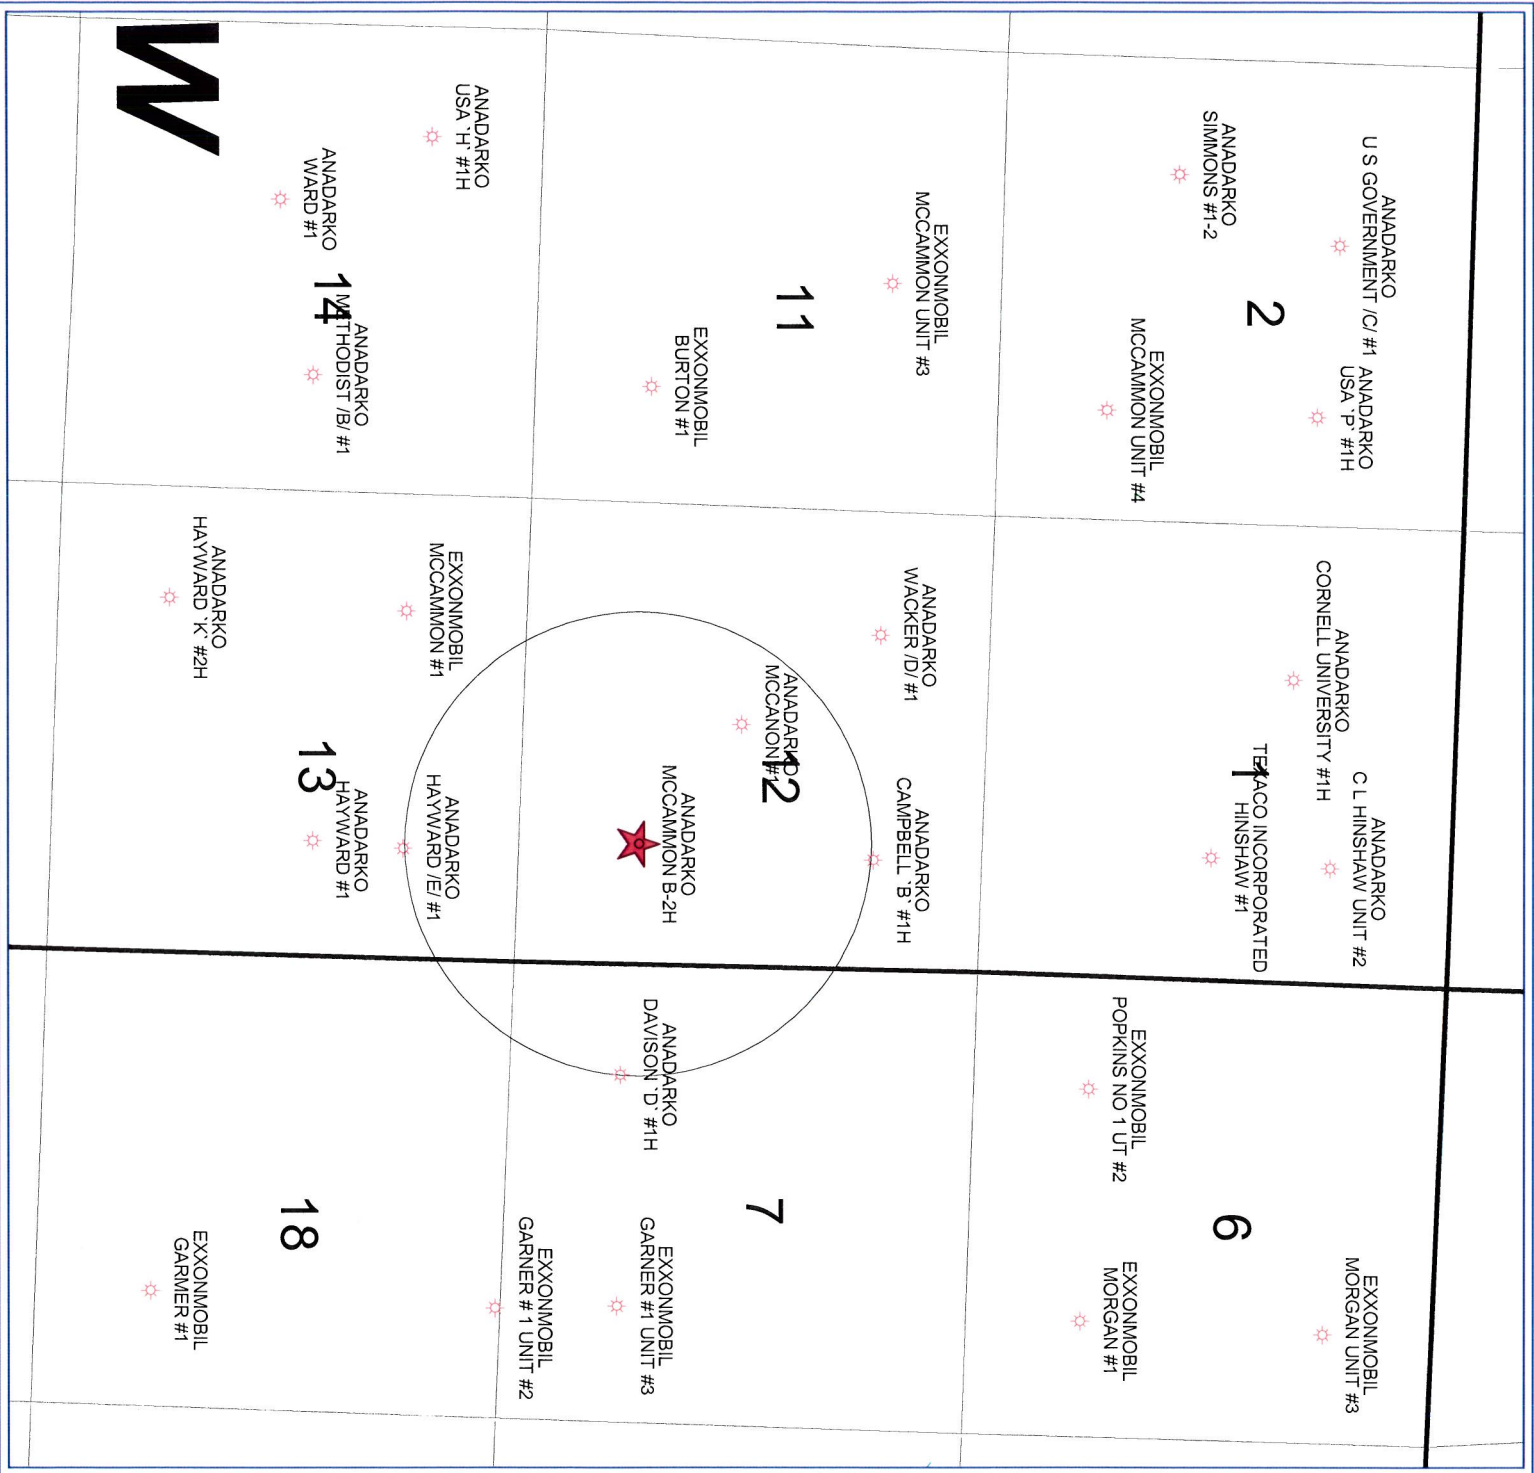 ANADARKO
U S GOVERNMENT /C/ #1
ANADARKO
USA `P` #1H
ANADARKO
SIMMONS #1-2
2
EXXONMOBIL
MCCAMMON UNIT #4
ANADARKO
C L HINSHAW UNIT #2
ANADARKO
CORNELL UNIVERSITY #1H
1
TEXACO INCORPORATED
HINSHAW #1
EXXONMOBIL
MORGAN UNIT #3
6
EXXONMOBIL
POPKINS NO 1 UT #2
EXXONMOBIL
MORGAN #1
EXXONMOBIL
MCCAMMON UNIT #3
11
EXXONMOBIL
BURTON #1
ANADARKO
WACKER /D/ #1
ANADARKO
CAMPBELL `B` #1H
ANADARKO
MCCANON #1
12
ANADARKO
MCCAMMON B-2H
7
ANADARKO
DAVISON `D` #1H
EXXONMOBIL
GARNER #1 UNIT #3
EXXONMOBIL
GARNER # 1 UNIT #2
ANADARKO
USA `H` #1H
ANADARKO
WARD #1
14
ANADARKO
METHODIST /B/ #1
EXXONMOBIL
MCCAMMON #1
ANADARKO
HAYWARD /E/ #1
13
ANADARKO
HAYWARD #1
ANADARKO
HAYWARD `K` #2H
18
EXXONMOBIL
GARMER #1
W